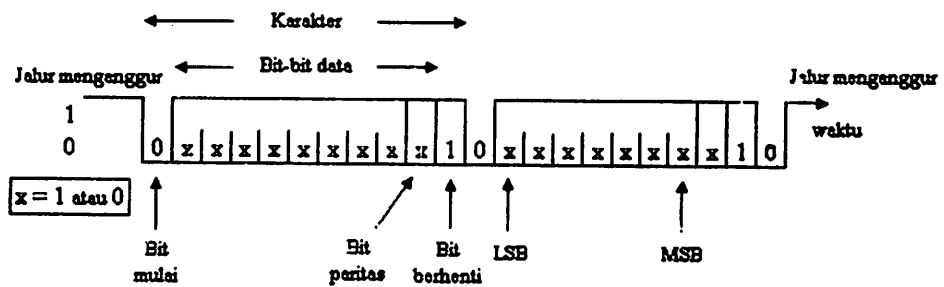 Karakter
Bit-bit data
Jalur menganggur
Jalur menganggur
1
0
0 x x x x x x x x x 1 0 x x x x x x x x 1 0
waktu
x = 1 atau 0
Bit mulai
Bit paritas
Bit berhenti
LSB
MSB